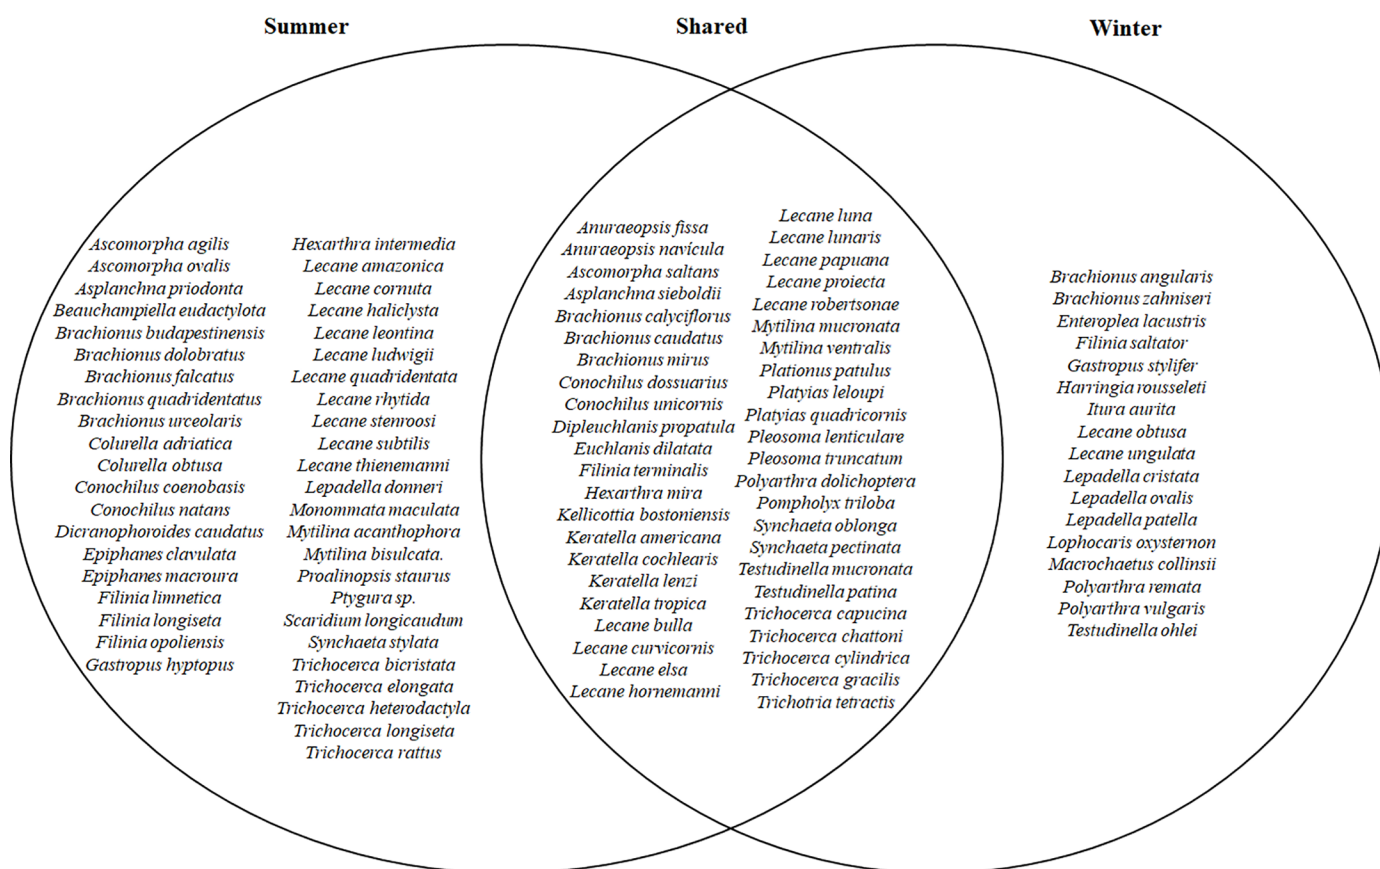 Summer
Shared
Winter
Ascomorpha agilis
Ascomorpha ovalis
Asplanchna priodonta
Beauchampiella eudactylota
Brachionus budapestinensis
Brachionus dolobratus
Brachionus falcatus
Brachionus quadridentatus
Brachionus urceolaris
Colurella adriatica
Colurella obtusa
Conochilus coenobasis
Conochilus natans
Dicranophoroides caudatus
Epiphanes clavulata
Epiphanes macroura
Filinia limnetica
Filinia longiseta
Filinia opoliensis
Gastropus hyptopus
Hexarthra intermedia
Lecane amazonica
Lecane cornuta
Lecane haliclysta
Lecane leontina
Lecane ludwigii
Lecane quadridentata
Lecane rhytida
Lecane stenroosi
Lecane subtilis
Lecane thienemanni
Lepadella donneri
Monommata maculata
Mytilina acanthophora
Mytilina bisulcata.
Proalinopsis staurus
Ptygura sp.
Scaridium longicaudum
Synchaeta stylata
Trichocerca bicristata
Trichocerca elongata
Trichocerca heterodactyla
Trichocerca longiseta
Trichocerca rattus
Anuraeopsis fissa
Anuraeopsis navícula
Ascomorpha saltans
Asplanchna sieboldii
Brachionus calyciflorus
Brachionus caudatus
Brachionus mirus
Conochilus dossuarius
Conochilus unicornis
Dipleuchlanis propatula
Euchlanis dilatata
Filinia terminalis
Hexarthra mira
Kellicottia bostoniensis
Keratella americana
Keratella cochlearis
Keratella lenzi
Keratella tropica
Lecane bulla
Lecane curvicornis
Lecane elsa
Lecane hornemanni
Lecane luna
Lecane lunaris
Lecane papuana
Lecane proiecta
Lecane robertsonae
Mytilina mucronata
Mytilina ventralis
Plationus patulus
Platyias leloupi
Platyias quadricornis
Pleosoma lenticulare
Pleosoma truncatum
Polyarthra dolichoptera
Pompholyx triloba
Synchaeta oblonga
Synchaeta pectinata
Testudinella mucronata
Testudinella patina
Trichocerca capucina
Trichocerca chattoni
Trichocerca cylindrica
Trichocerca gracilis
Trichotria tetractis
Brachionus angularis
Brachionus zahniseri
Enteroplea lacustris
Filinia saltator
Gastropus stylifer
Harringia rousseleti
Itura aurita
Lecane obtusa
Lecane ungulata
Lepadella cristata
Lepadella ovalis
Lepadella patella
Lophocaris oxysternon
Macrochaetus collinsii
Polyarthra remata
Polyarthra vulgaris
Testudinella ohlei